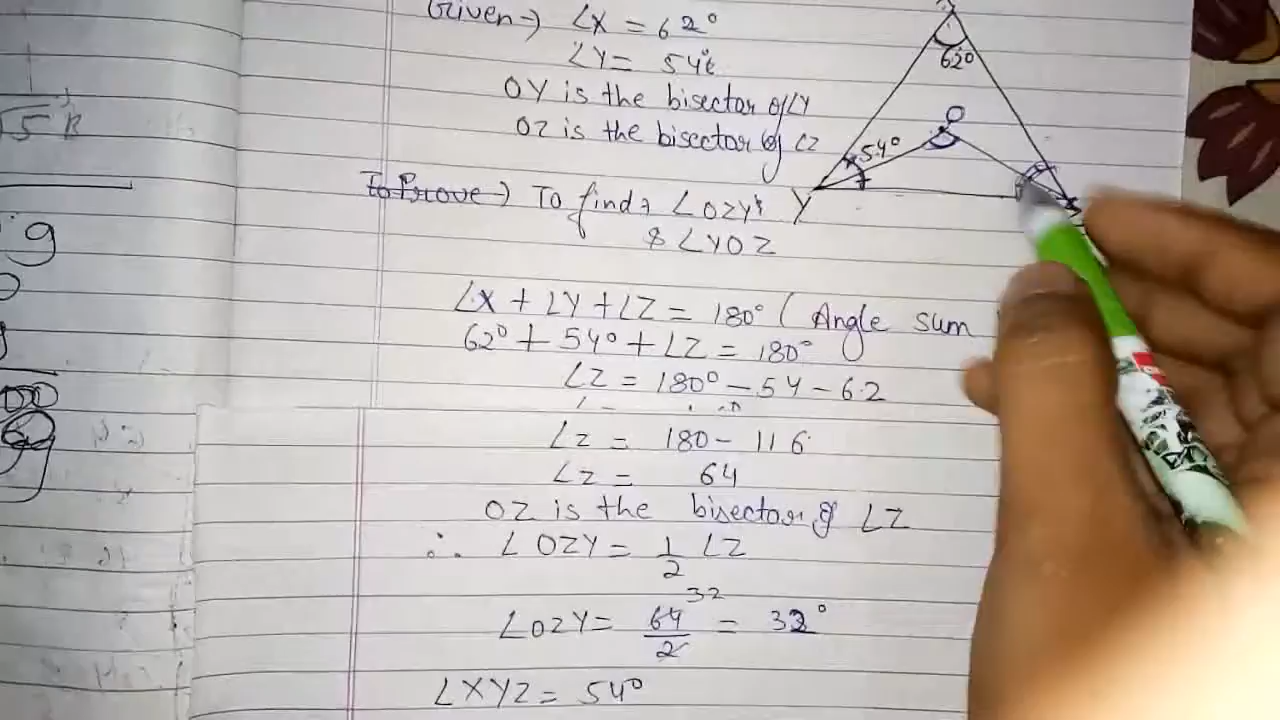 Given→) ∠X = 62°
∠Y = 54°
OY is the bisector of ∠Y
OZ is the bisector of ∠Z
To Prove) To find→ ∠OZY
& ∠YOZ
∠X + ∠Y + ∠Z = 180° ( Angle sum
62° + 54° + ∠Z = 180°
∠Z = 180° – 54 – 62
∠Z = 180 – 116
∠Z = 64
OZ is the bisector of ∠Z
∴ ∠OZY = 1/2 ∠Z
32
∠OZY = 64/2 = 32°
∠XYZ = 54°
X
62°
O
54°
Y
√5